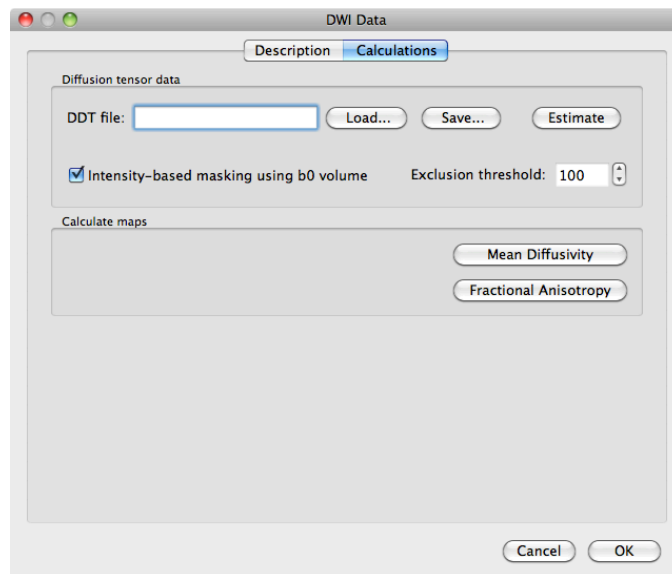 DWI Data
Description Calculations
Diffusion tensor data
DDT file: Load... Save... Estimate
Intensity-based masking using b0 volume Exclusion threshold: 100
Calculate maps
Mean Diffusivity
Fractional Anisotropy
Cancel OK